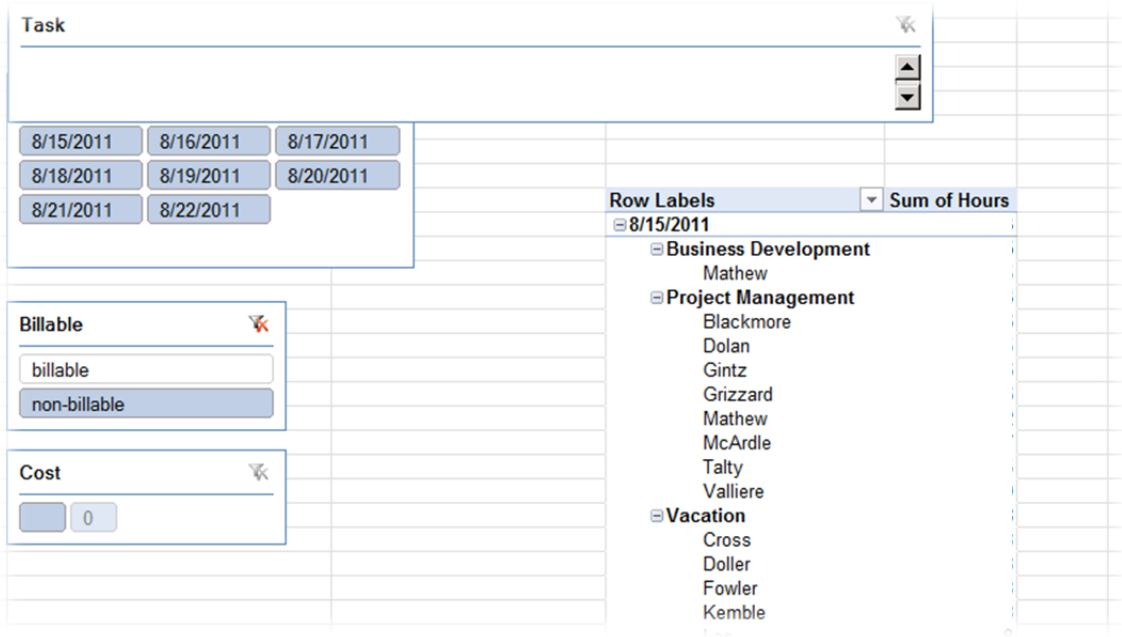 Task
8/15/2011 8/16/2011 8/17/2011
8/18/2011 8/19/2011 8/20/2011
8/21/2011 8/22/2011
Billable
billable
non-billable
Cost
0
Row Labels Sum of Hours
8/15/2011
Business Development
Mathew
Project Management
Blackmore
Dolan
Gintz
Grizzard
Mathew
McArdle
Talty
Valliere
Vacation
Cross
Doller
Fowler
Kemble